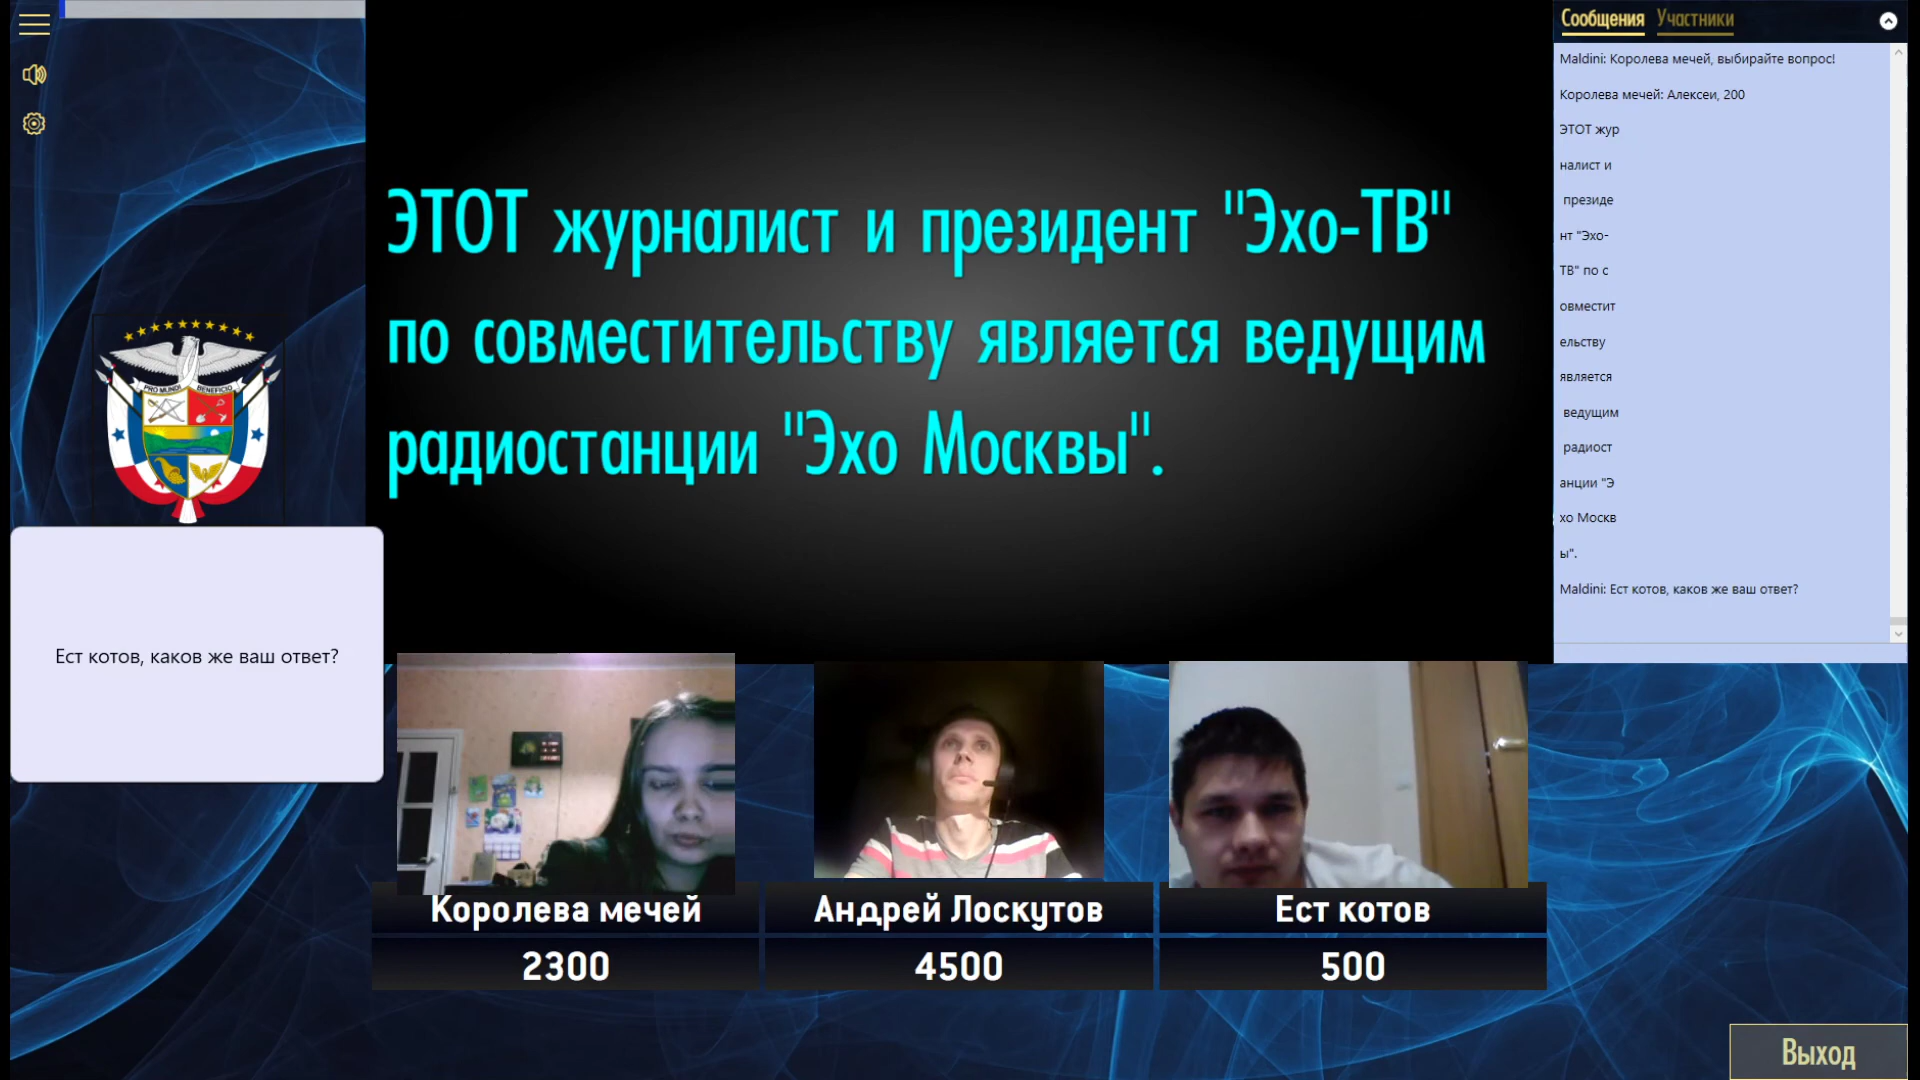 Сообщения Участники
ЭТОТ журналист и президент "Эхо-ТВ"
по совместительству является ведущим
радиостанции "Эхо Москвы".
Maldini: Королева мечей, выбирайте вопрос!
Королева мечей: Алексеи, 200
ЭТОТ жур
налист и
президе
нт "Эхо-
ТВ" по с
овместит
ельству
является
ведущим
радиост
анции "Э
хо Москв
ы".
Maldini: Ест котов, каков же ваш ответ?
PRO MUNDI BENEFICIO
Ест котов, каков же ваш ответ?
Королева мечей
2300
Андрей Лоскутов
4500
Ест котов
500
Выход